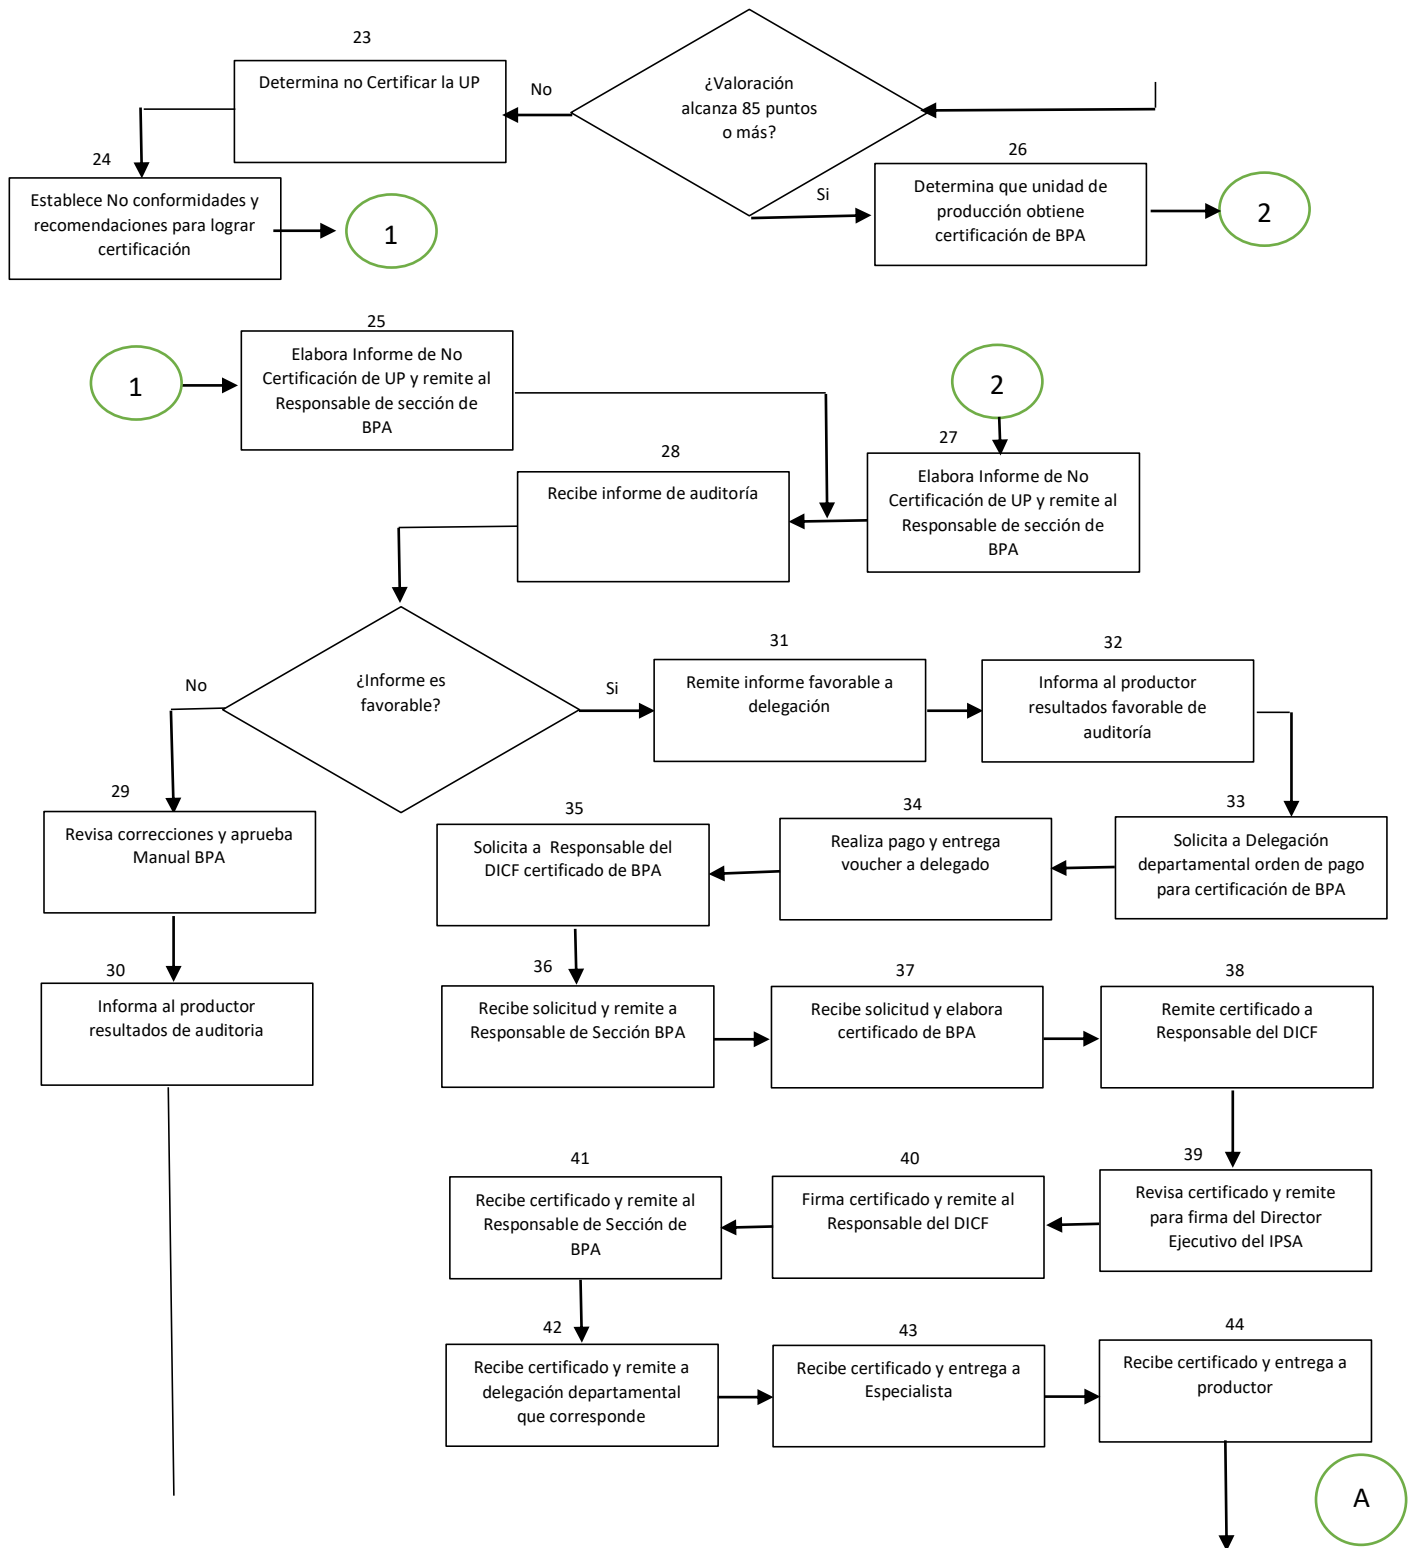 23
Determina no Certificar la UP
No
¿Valoración
alcanza 85 puntos
o más?
24
Establece No conformidades y
recomendaciones para lograr
certificación
1
Si
26
Determina que unidad de
producción obtiene
certificación de BPA
2
25
1
Elabora Informe de No
Certificación de UP y remite al
Responsable de sección de
BPA
2
27
Elabora Informe de No
Certificación de UP y remite al
Responsable de sección de
BPA
28
Recibe informe de auditoría
¿Informe es
favorable?
No
Si
31
Remite informe favorable a
delegación
32
Informa al productor
resultados favorable de
auditoría
29
Revisa correcciones y aprueba
Manual BPA
35
Solicita a Responsable del
DICF certificado de BPA
34
Realiza pago y entrega
voucher a delegado
33
Solicita a Delegación
departamental orden de pago
para certificación de BPA
30
Informa al productor
resultados de auditoria
36
Recibe solicitud y remite a
Responsable de Sección BPA
37
Recibe solicitud y elabora
certificado de BPA
38
Remite certificado a
Responsable del DICF
41
Recibe certificado y remite al
Responsable de Sección de
BPA
40
Firma certificado y remite al
Responsable del DICF
39
Revisa certificado y remite
para firma del Director
Ejecutivo del IPSA
42
Recibe certificado y remite a
delegación departamental
que corresponde
43
Recibe certificado y entrega a
Especialista
44
Recibe certificado y entrega a
productor
A